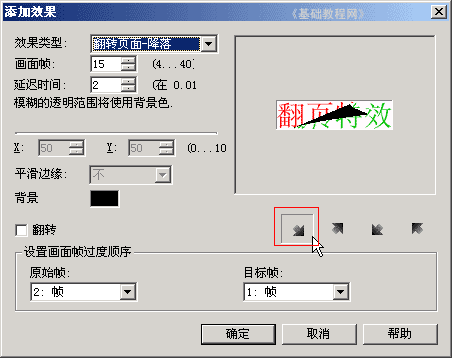 添加效果 《基础教程网》
效果类型: 翻转页面-降落
画面帧: 15 (4..40)
延迟时间: 2 (在 0.01
模糊的透明范围将使用背景色.
X: 50 Y: 50 (0..10
平滑边缘: 不
背景
翻页特效
翻转
设置画面帧过度顺序
原始帧: 目标帧:
2: 帧 1: 帧
确定 取消 帮助